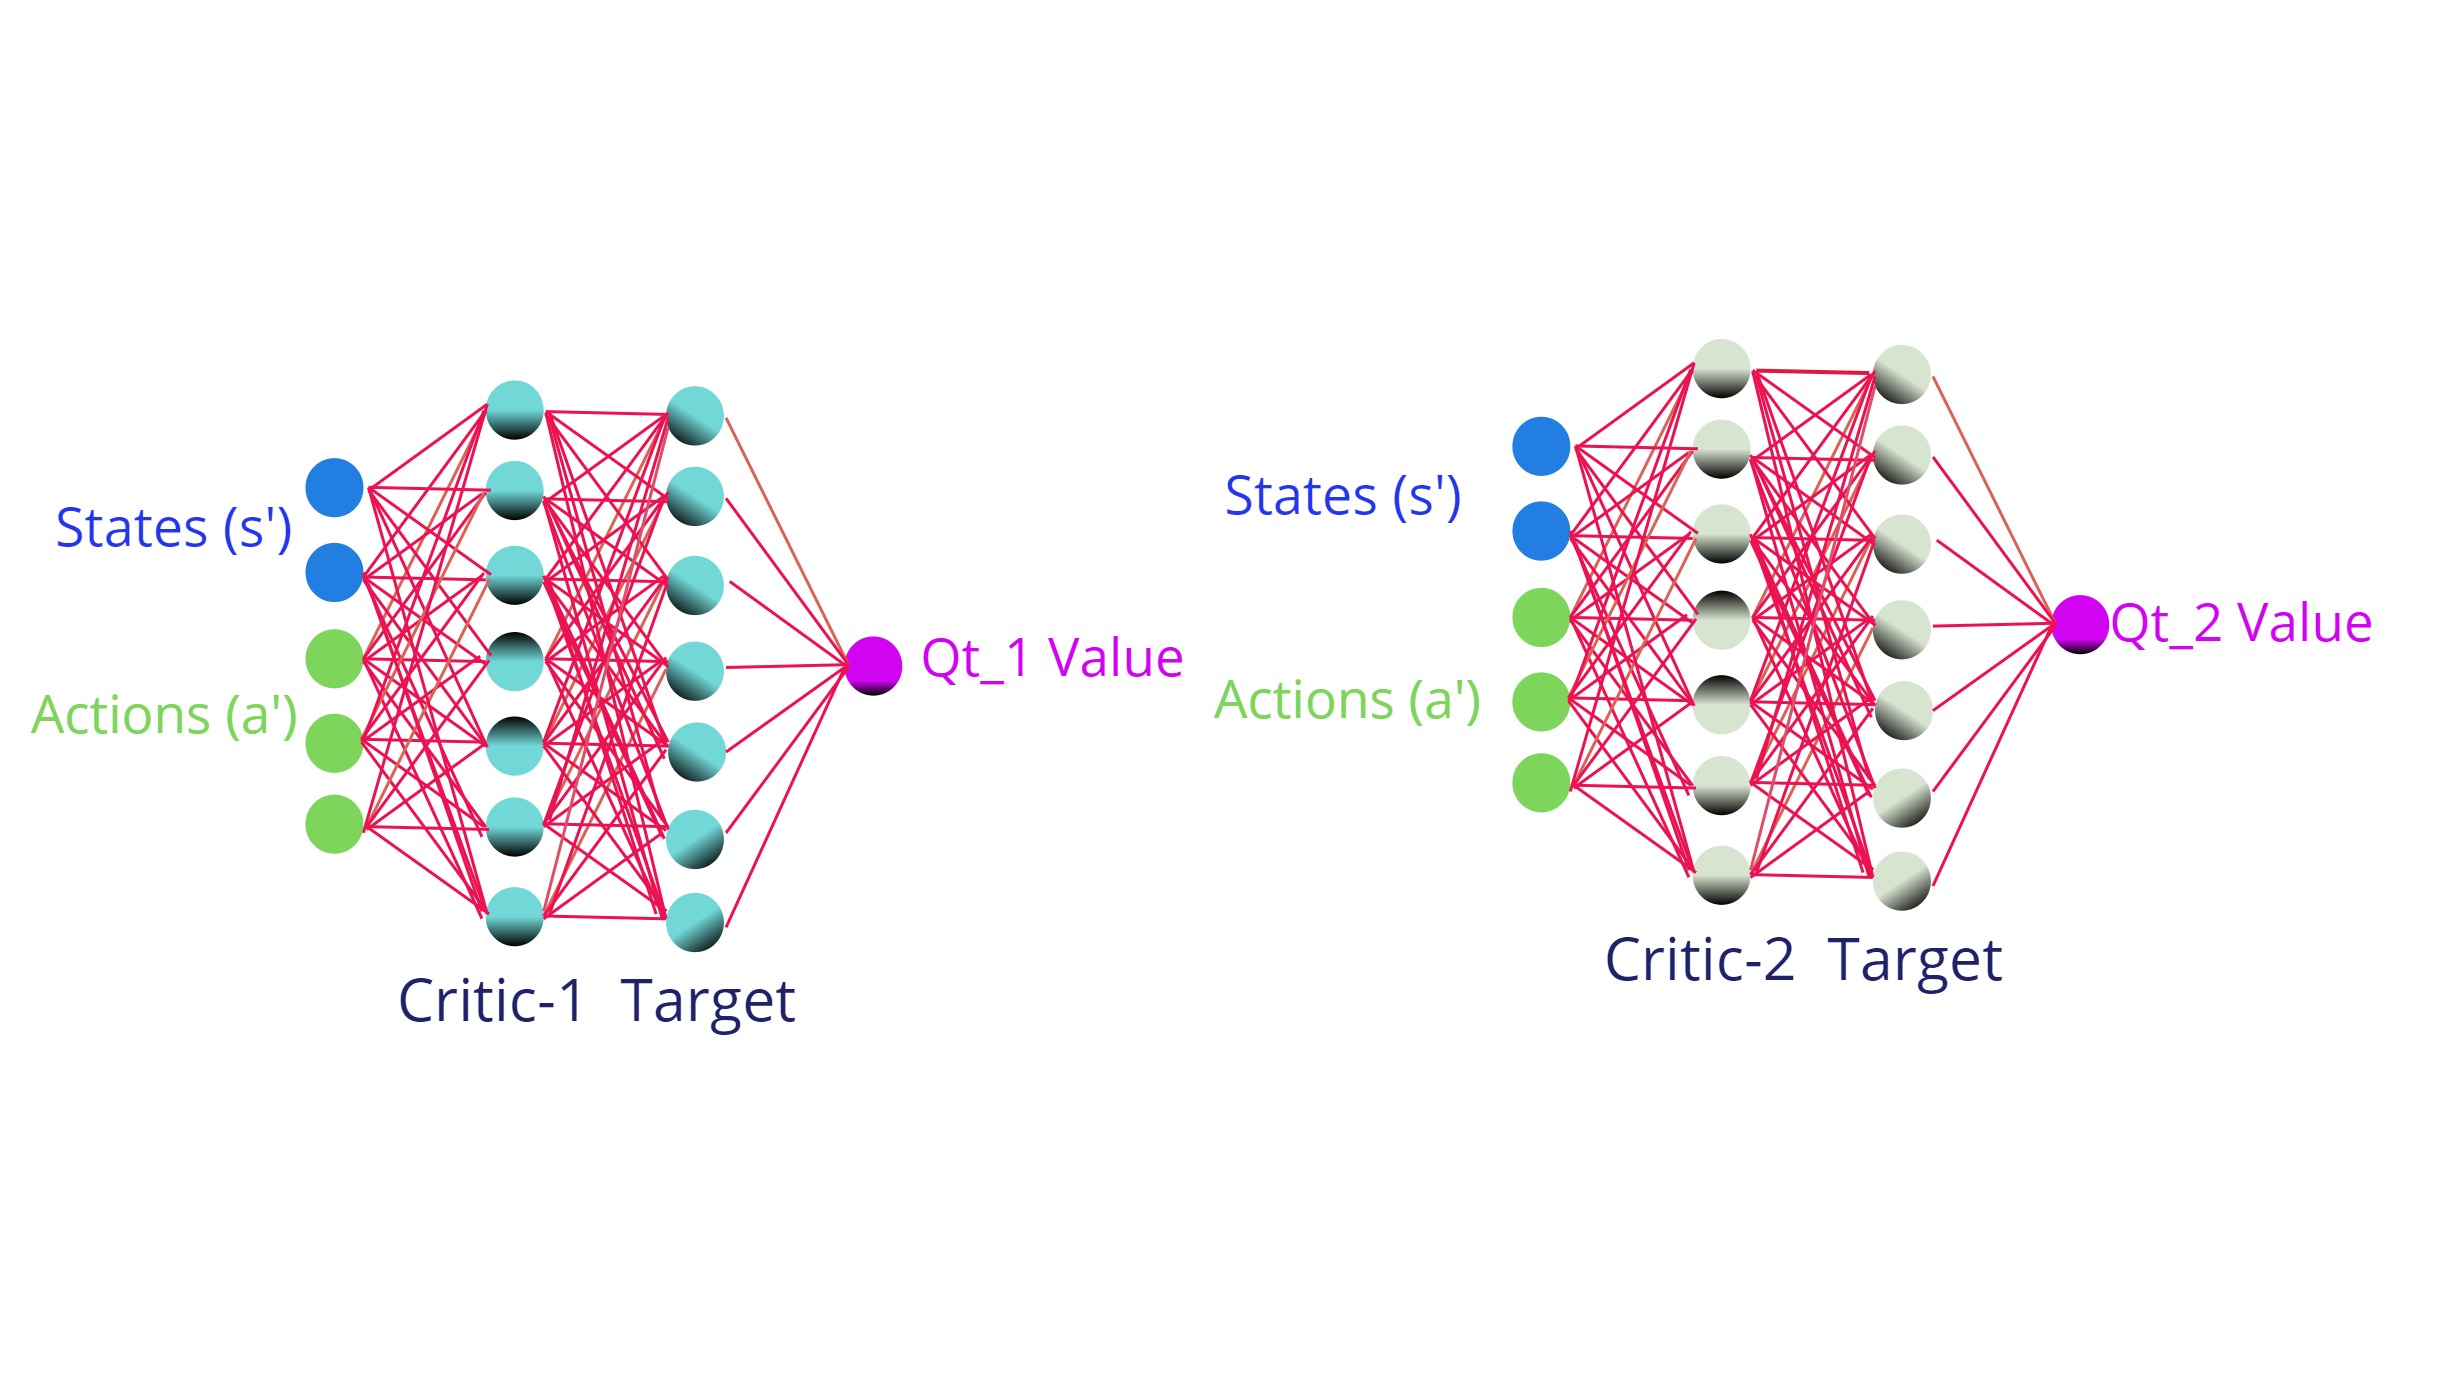 States (s')
Actions (a')
Qt_1 Value
Critic-1 Target
States (s')
Actions (a')
Qt_2 Value
Critic-2 Target